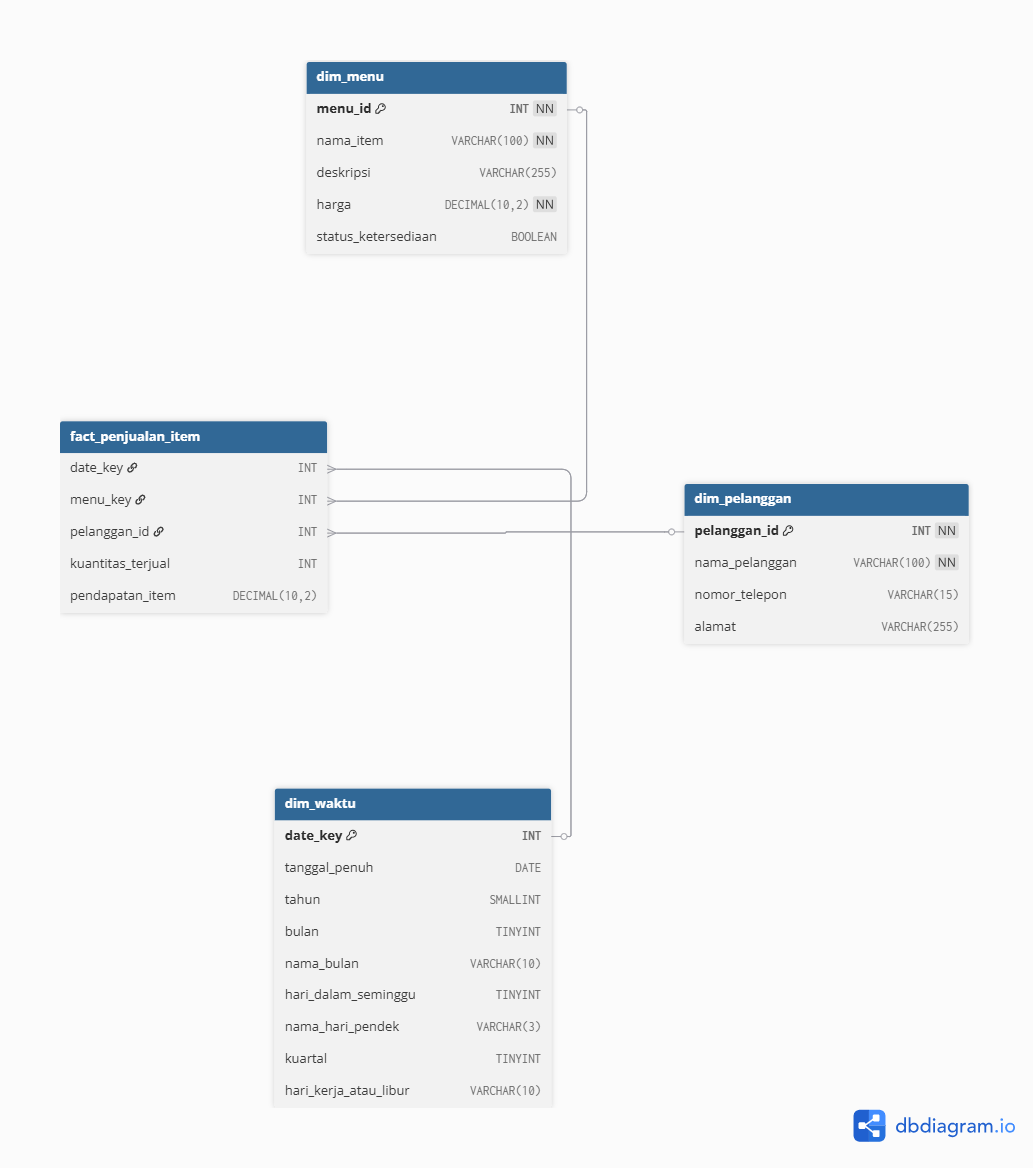 dim_menu
menu_id INT NN
nama_item VARCHAR(100) NN
deskripsi VARCHAR(255)
harga DECIMAL(10,2) NN
status_ketersediaan BOOLEAN
fact_penjualan_item
date_key INT
menu_key INT
pelanggan_id INT
kuantitas_terjual INT
pendapatan_item DECIMAL(10,2)
dim_pelanggan
pelanggan_id INT NN
nama_pelanggan VARCHAR(100) NN
nomor_telepon VARCHAR(15)
alamat VARCHAR(255)
dim_waktu
date_key INT
tanggal_penuh DATE
tahun SMALLINT
bulan TINYINT
nama_bulan VARCHAR(10)
hari_dalam_seminggu TINYINT
nama_hari_pendek VARCHAR(3)
kuartal TINYINT
hari_kerja_atau_libur VARCHAR(10)
dbdiagram.io